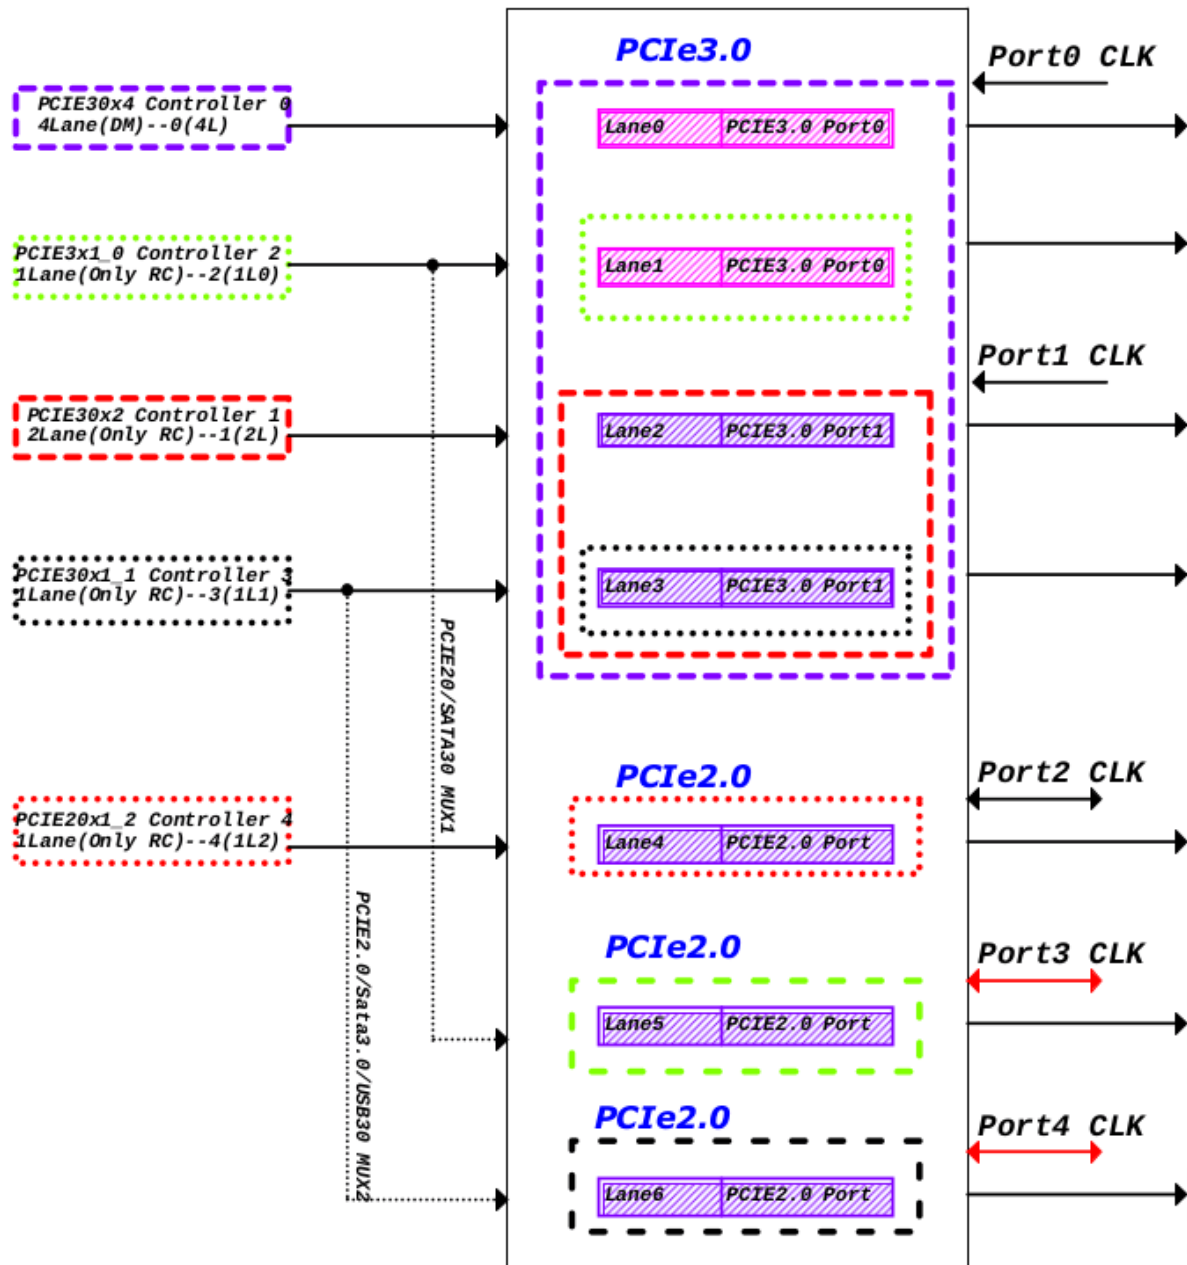 PCIe3.0
Port0 CLK
PCIE30x4 Controller 0
4Lane(DM)--0(4L)
Lane0 PCIE3.0 Port0
PCIE3x1_0 Controller 2
1Lane(Only RC)--2(1L0)
Lane1 PCIE3.0 Port0
Port1 CLK
PCIE30x2 Controller 1
2Lane(Only RC)--1(2L)
Lane2 PCIE3.0 Port1
PCIE30x1_1 Controller 3
1Lane(Only RC)--3(1L1)
Lane3 PCIE3.0 Port1
PCIE20/SATA30 MUX1
PCIe2.0
Port2 CLK
PCIE20x1_2 Controller 4
1Lane(Only RC)--4(1L2)
Lane4 PCIE2.0 Port
PCIE2.0/Sata3.0/USB30 MUX2
PCIe2.0
Port3 CLK
Lane5 PCIE2.0 Port
PCIe2.0
Port4 CLK
Lane6 PCIE2.0 Port